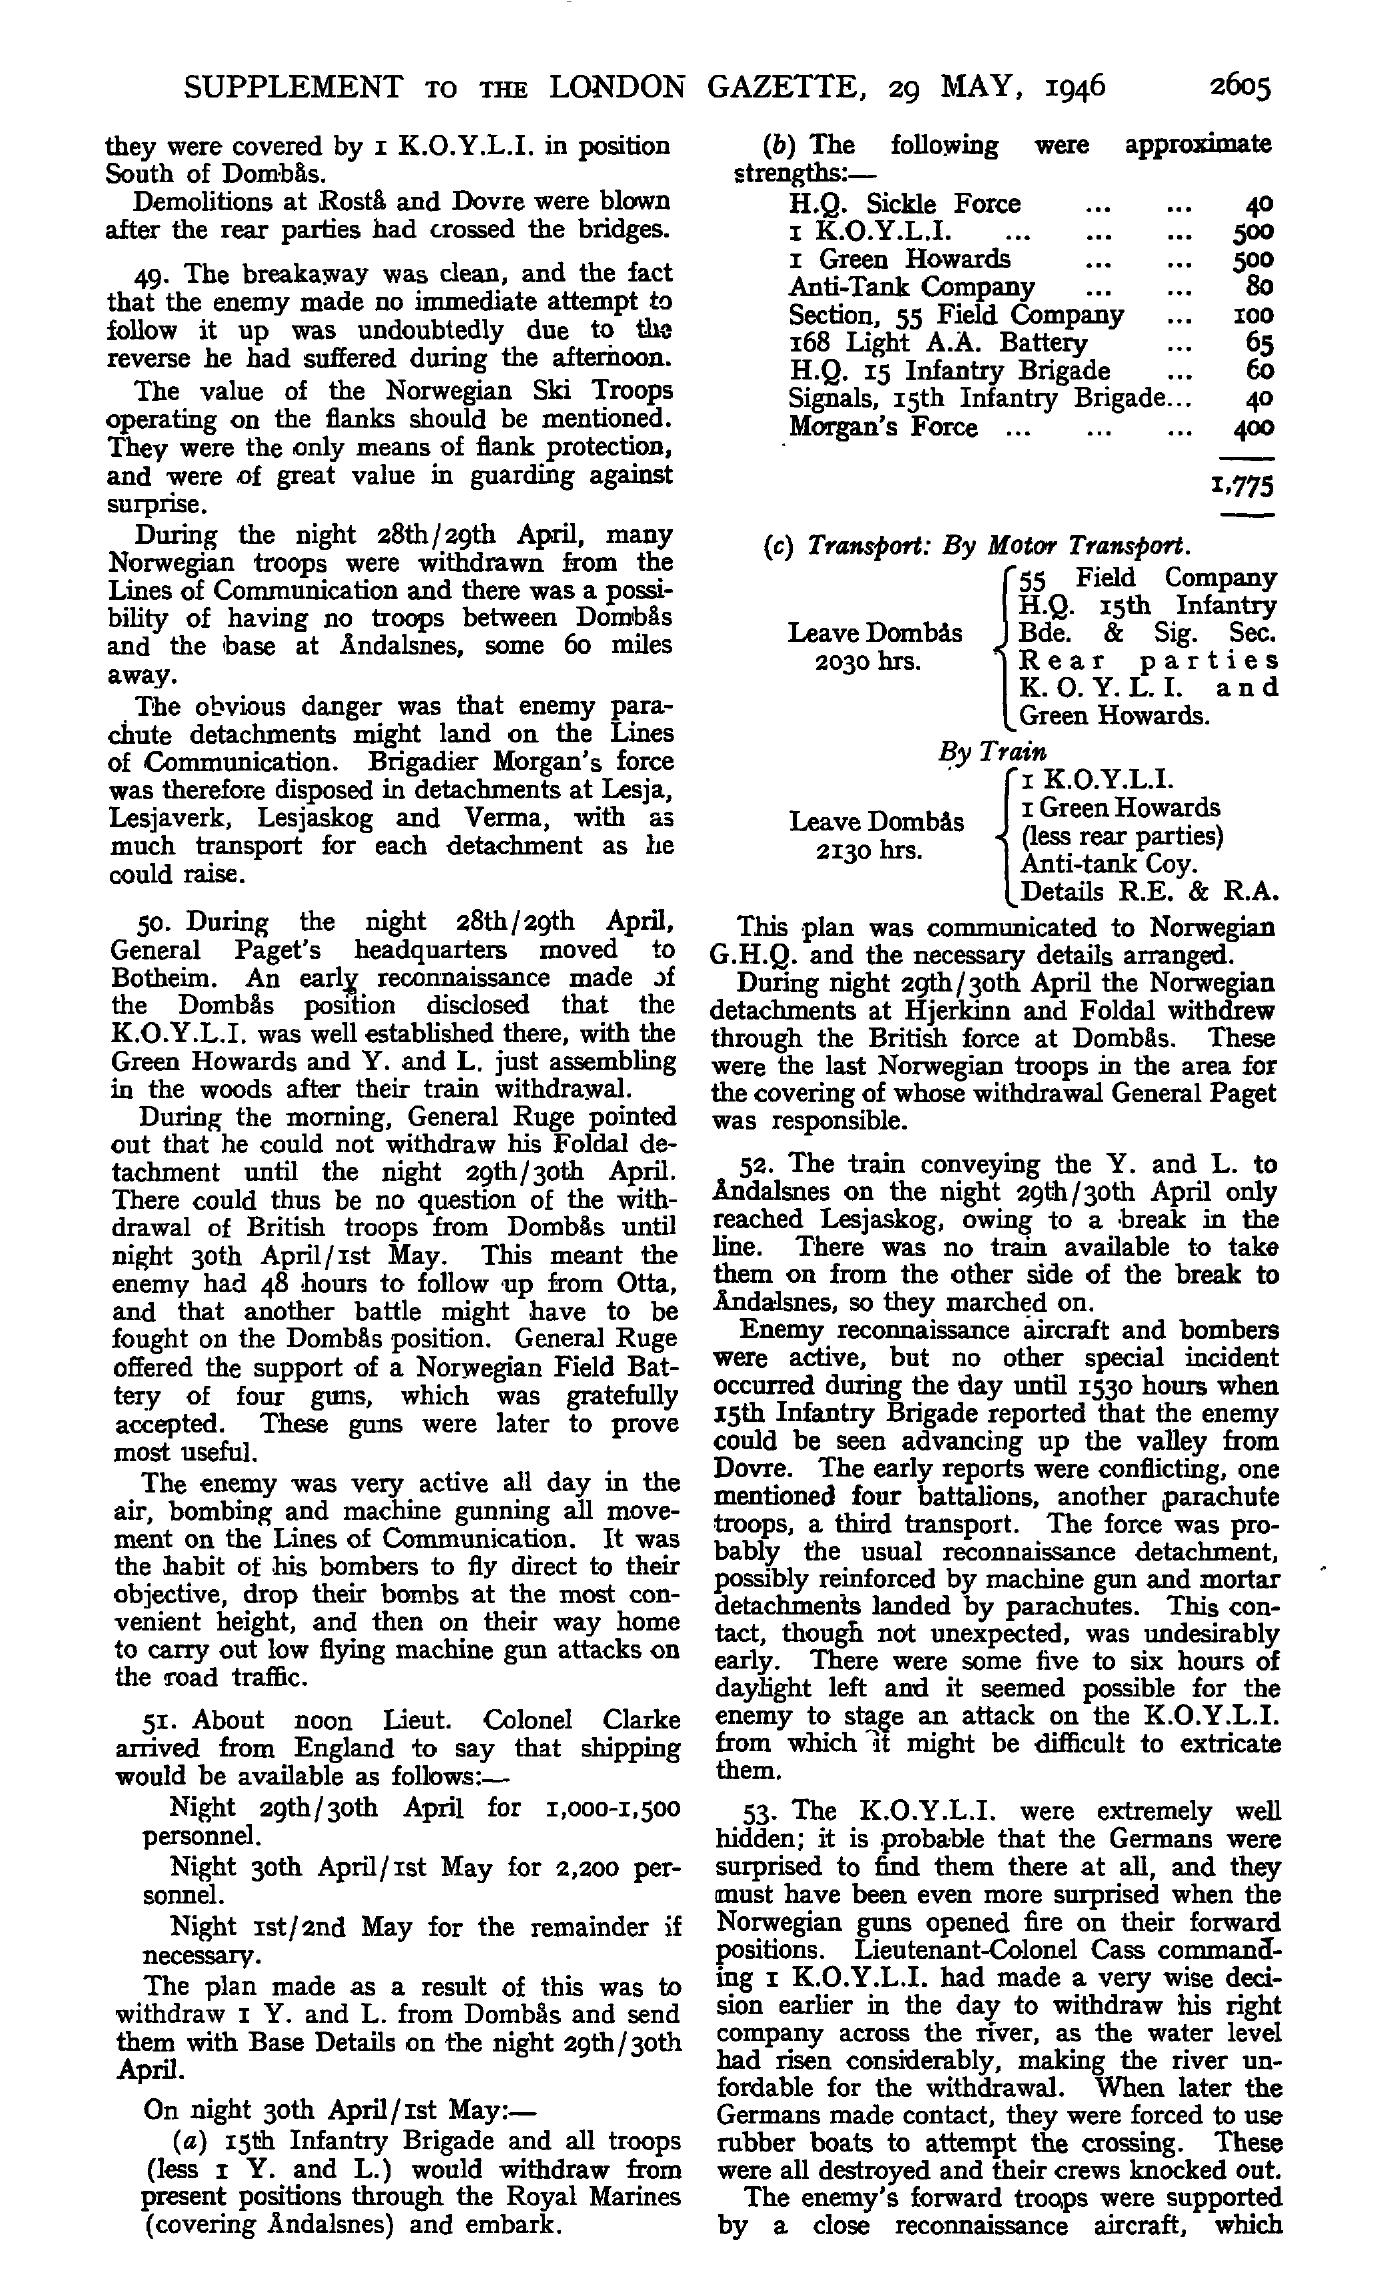 SUPPLEMENT TO THE LONDON GAZETTE, 29 MAY, 1946 2605
they were covered by 1 K.O.Y.L.I. in position
South of Dombås.
Demolitions at Rostå and Dovre were blown
after the rear parties had crossed the bridges.
49. The breakaway was clean, and the fact
that the enemy made no immediate attempt to
follow it up was undoubtedly due to the
reverse he had suffered during the afternoon.
The value of the Norwegian Ski Troops
operating on the flanks should be mentioned.
They were the only means of flank protection,
and were of great value in guarding against
surprise.
During the night 28th/29th April, many
Norwegian troops were withdrawn from the
Lines of Communication and there was a possi-
bility of having no troops between Dombås
and the base at Åndalsnes, some 60 miles
away.
The obvious danger was that enemy para-
chute detachments might land on the Lines
of Communication. Brigadier Morgan's force
was therefore disposed in detachments at Lesja,
Lesjaverk, Lesjaskog and Verma, with as
much transport for each detachment as he
could raise.
50. During the night 28th/29th April,
General Paget's headquarters moved to
Botheim. An early reconnaissance made of
the Dombås position disclosed that the
K.O.Y.L.I. was well established there, with the
Green Howards and Y. and L. just assembling
in the woods after their train withdrawal.
During the morning, General Ruge pointed
out that he could not withdraw his Foldal de-
tachment until the night 29th/30th April.
There could thus be no question of the with-
drawal of British troops from Dombås until
night 30th April/1st May. This meant the
enemy had 48 hours to follow up from Otta,
and that another battle might have to be
fought on the Dombås position. General Ruge
offered the support of a Norwegian Field Bat-
tery of four guns, which was gratefully
accepted. These guns were later to prove
most useful.
The enemy was very active all day in the
air, bombing and machine gunning all move-
ment on the Lines of Communication. It was
the habit of his bombers to fly direct to their
objective, drop their bombs at the most con-
venient height, and then on their way home
to carry out low flying machine gun attacks on
the road traffic.
51. About noon Lieut. Colonel Clarke
arrived from England to say that shipping
would be available as follows:—
Night 29th/30th April for 1,000-1,500
personnel.
Night 30th April/1st May for 2,200 per-
sonnel.
Night 1st/2nd May for the remainder if
necessary.
The plan made as a result of this was to
withdraw 1 Y. and L. from Dombås and send
them with Base Details on the night 29th/30th
April.
On night 30th April/1st May:—
(a) 15th Infantry Brigade and all troops
(less 1 Y. and L.) would withdraw from
present positions through the Royal Marines
(covering Åndalsnes) and embark.
(b) The following were approximate
strengths:—
H.Q. Sickle Force ... ... 40
1 K.O.Y.L.I. ... ... ... 500
1 Green Howards ... ... 500
Anti-Tank Company ... ... 80
Section, 55 Field Company ... 100
168 Light A.A. Battery ... 65
H.Q. 15 Infantry Brigade ... 60
Signals, 15th Infantry Brigade... 40
Morgan's Force ... ... ... 400
1,775
(c) Transport: By Motor Transport.
Leave Dombås
2030 hrs.
55 Field Company
H.Q. 15th Infantry
Bde. & Sig. Sec.
Rear parties
K.O.Y.L.I. and
Green Howards.
By Train
Leave Dombås
2130 hrs.
1 K.O.Y.L.I.
1 Green Howards
(less rear parties)
Anti-tank Coy.
Details R.E. & R.A.
This plan was communicated to Norwegian
G.H.Q. and the necessary details arranged.
During night 29th/30th April the Norwegian
detachments at Hjerkinn and Foldal withdrew
through the British force at Dombås. These
were the last Norwegian troops in the area for
the covering of whose withdrawal General Paget
was responsible.
52. The train conveying the Y. and L. to
Åndalsnes on the night 29th/30th April only
reached Lesjaskog, owing to a break in the
line. There was no train available to take
them on from the other side of the break to
Åndalsnes, so they marched on.
Enemy reconnaissance aircraft and bombers
were active, but no other special incident
occurred during the day until 1530 hours when
15th Infantry Brigade reported that the enemy
could be seen advancing up the valley from
Dovre. The early reports were conflicting, one
mentioned four battalions, another parachute
troops, a third transport. The force was pro-
bably the usual reconnaissance detachment,
possibly reinforced by machine gun and mortar
detachments landed by parachutes. This con-
tact, though not unexpected, was undesirably
early. There were some five to six hours of
daylight left and it seemed possible for the
enemy to stage an attack on the K.O.Y.L.I.
from which it might be difficult to extricate
them.
53. The K.O.Y.L.I. were extremely well
hidden; it is probable that the Germans were
surprised to find them there at all, and they
must have been even more surprised when the
Norwegian guns opened fire on their forward
positions. Lieutenant-Colonel Cass command-
ing 1 K.O.Y.L.I. had made a very wise deci-
sion earlier in the day to withdraw his right
company across the river, as the water level
had risen considerably, making the river un-
fordable for the withdrawal. When later the
Germans made contact, they were forced to use
rubber boats to attempt the crossing. These
were all destroyed and their crews knocked out.
The enemy's forward troops were supported
by a close reconnaissance aircraft, which